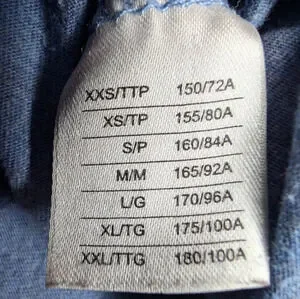 XXS/TTP 150/72A
XS/TP 155/80A
S/P 160/84A
M/M 165/92A
L/G 170/96A
XL/TG 175/100A
XXL/TTG 180/100A